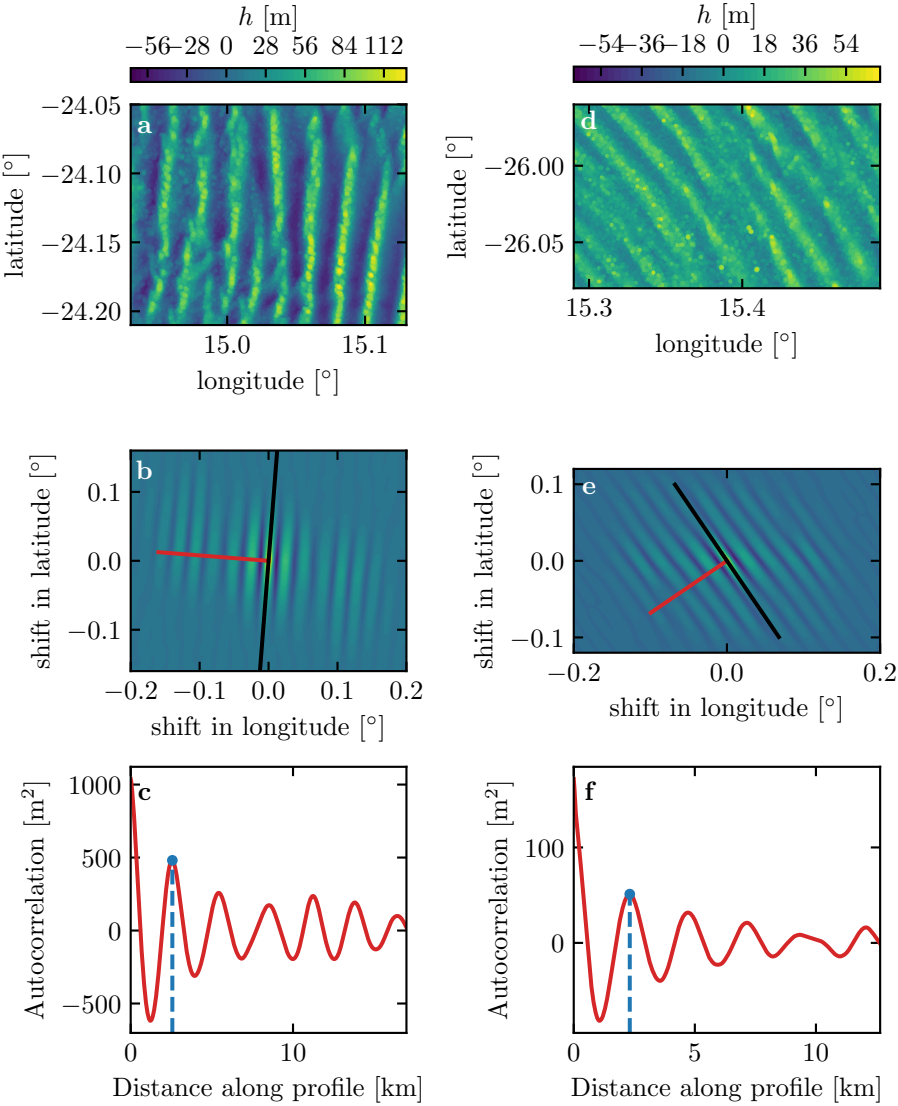 h [m]
−56 −28 0 28 56 84 112
a
−24.05
−24.10
−24.15
−24.20
latitude [°]
15.0 15.1
longitude [°]
h [m]
−54 −36 −18 0 18 36 54
d
−26.00
−26.05
latitude [°]
15.3 15.4
longitude [°]
b
0.1
0.0
−0.1
shift in latitude [°]
−0.2 −0.1 0.0 0.1 0.2
shift in longitude [°]
e
0.1
0.0
−0.1
shift in latitude [°]
−0.2 0.0 0.2
shift in longitude [°]
c
1000
500
0
−500
Autocorrelation [m²]
0 10
Distance along profile [km]
f
100
0
Autocorrelation [m²]
0 5 10
Distance along profile [km]